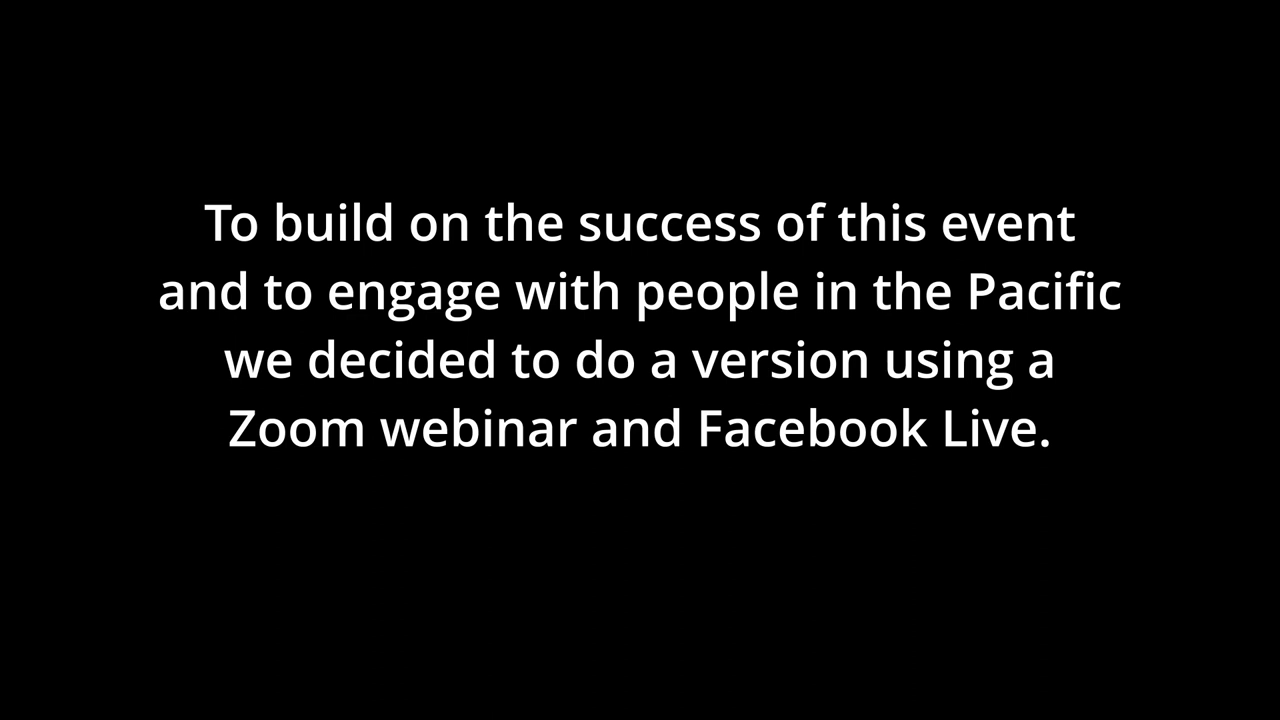 To build on the success of this event
and to engage with people in the Pacific
we decided to do a version using a
Zoom webinar and Facebook Live.